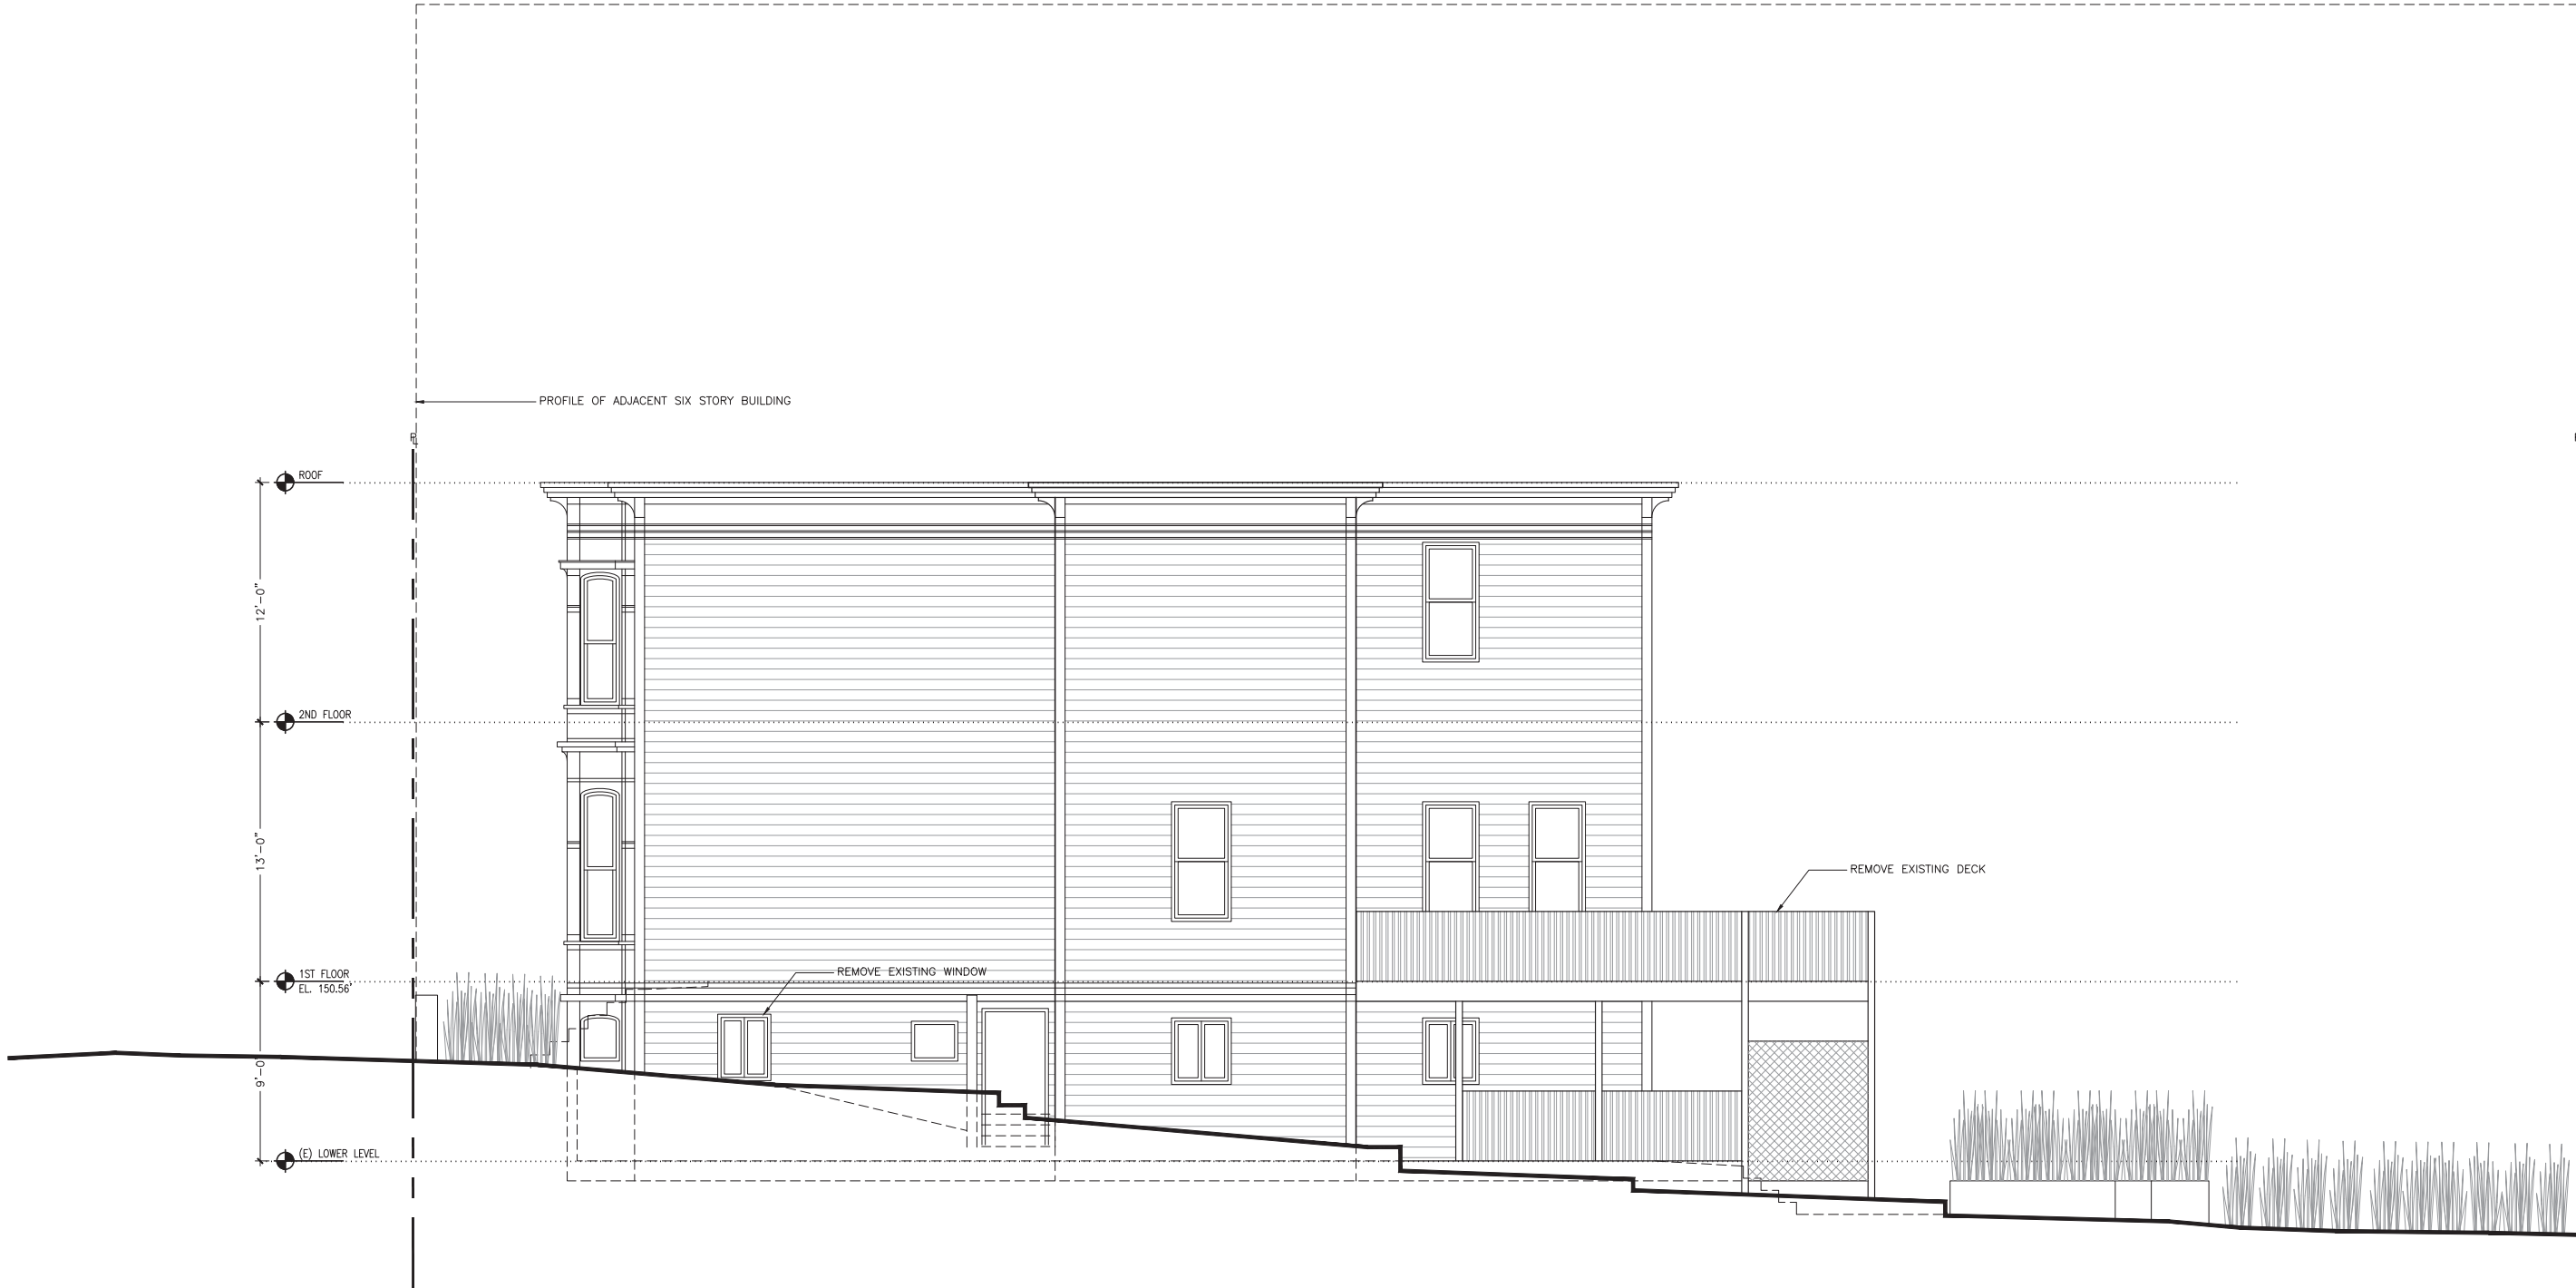 PROFILE OF ADJACENT SIX STORY BUILDING
PL
ROOF
12'-0"
2ND FLOOR
13'-0"
REMOVE EXISTING DECK
1ST FLOOR
EL. 150.56'
REMOVE EXISTING WINDOW
9'-0"
(E) LOWER LEVEL